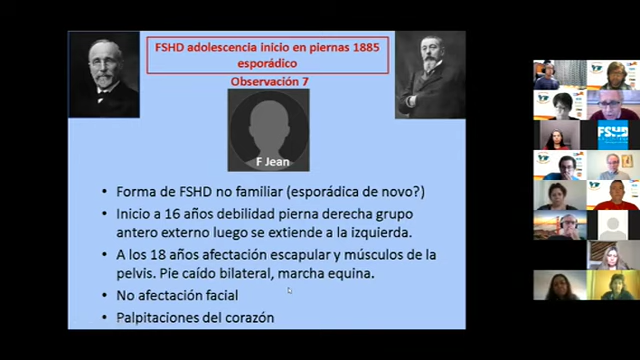 FSHD adolescencia inicio en piernas 1885
esporádico
Observación 7
F Jean
• Forma de FSHD no familiar (esporádica de novo?)
• Inicio a 16 años debilidad pierna derecha grupo
antero externo luego se extiende a la izquierda.
• A los 18 años afectación escapular y músculos de la
pelvis. Pie caído bilateral, marcha equina.
• No afectación facial
• Palpitaciones del corazón
FSHD